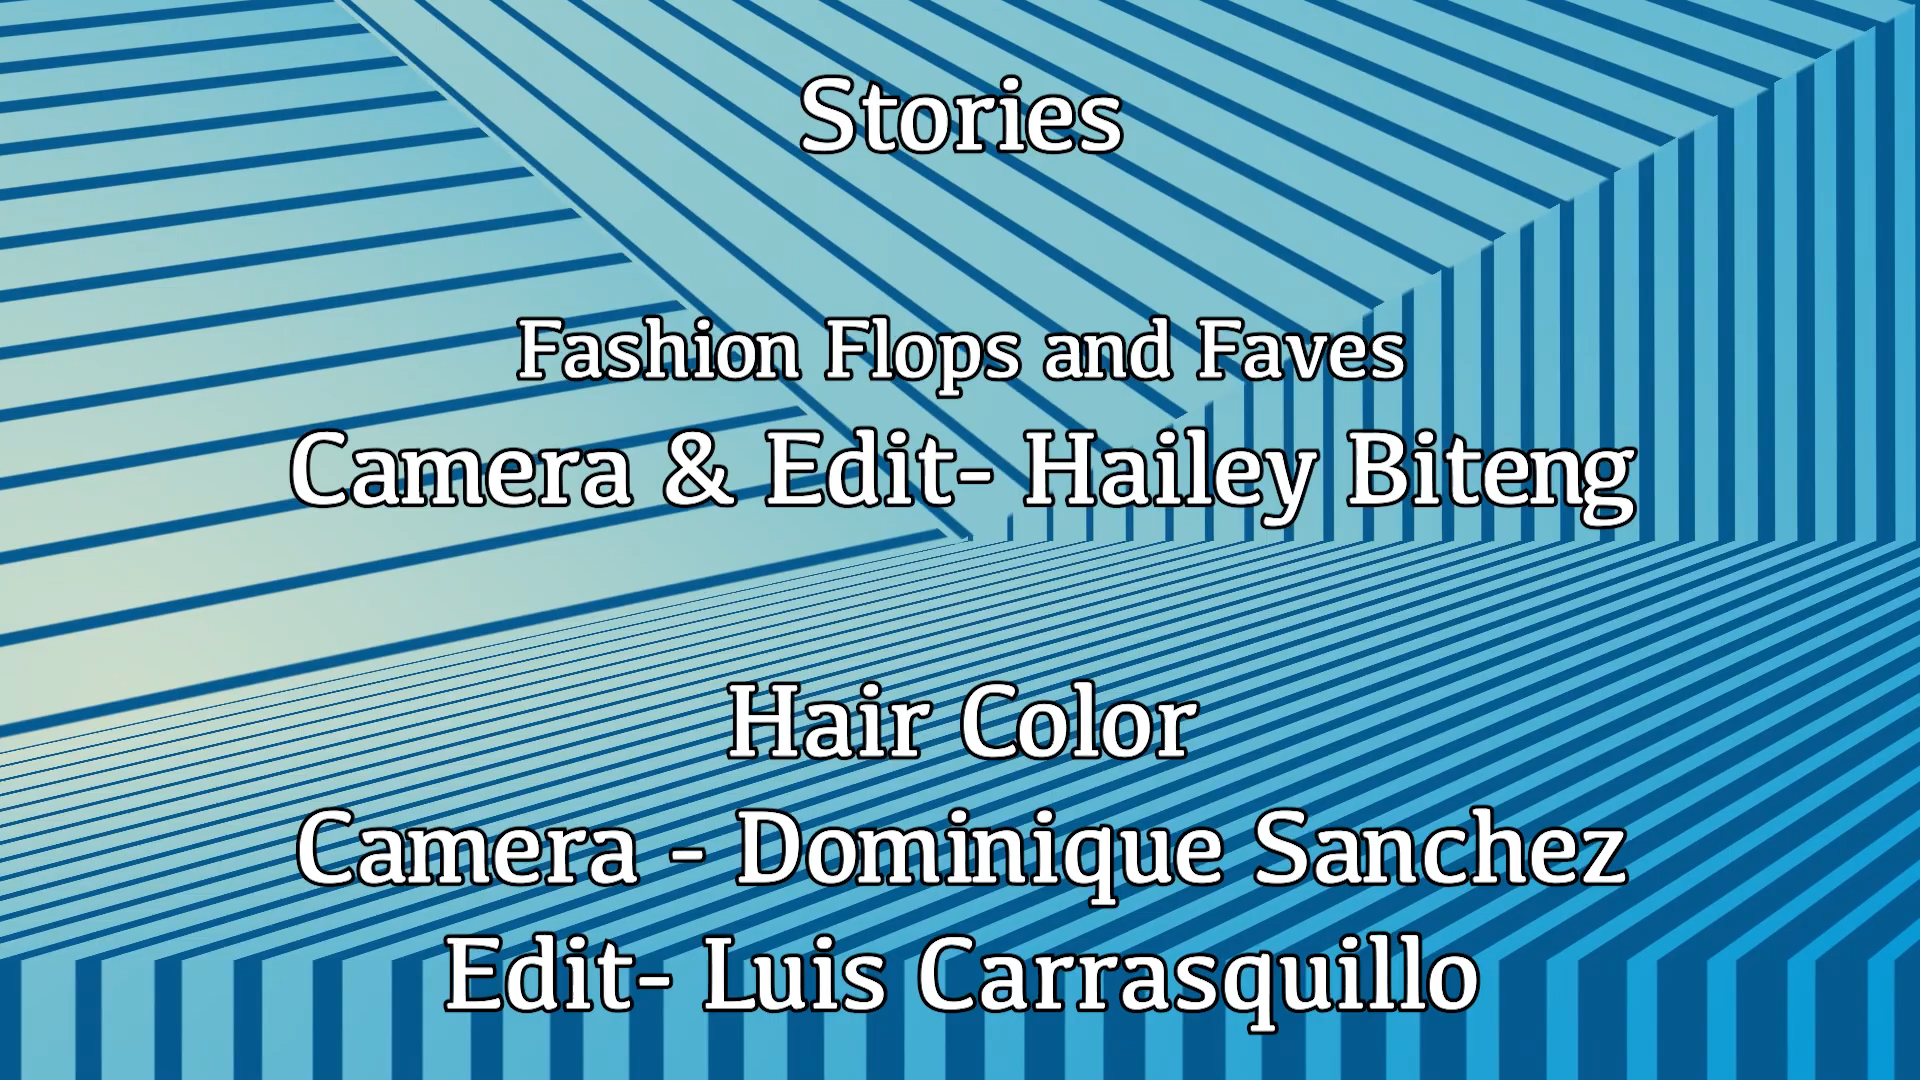 Stories
Fashion Flops and Faves
Camera & Edit- Hailey Biteng
Hair Color
Camera - Dominique Sanchez
Edit- Luis Carrasquillo